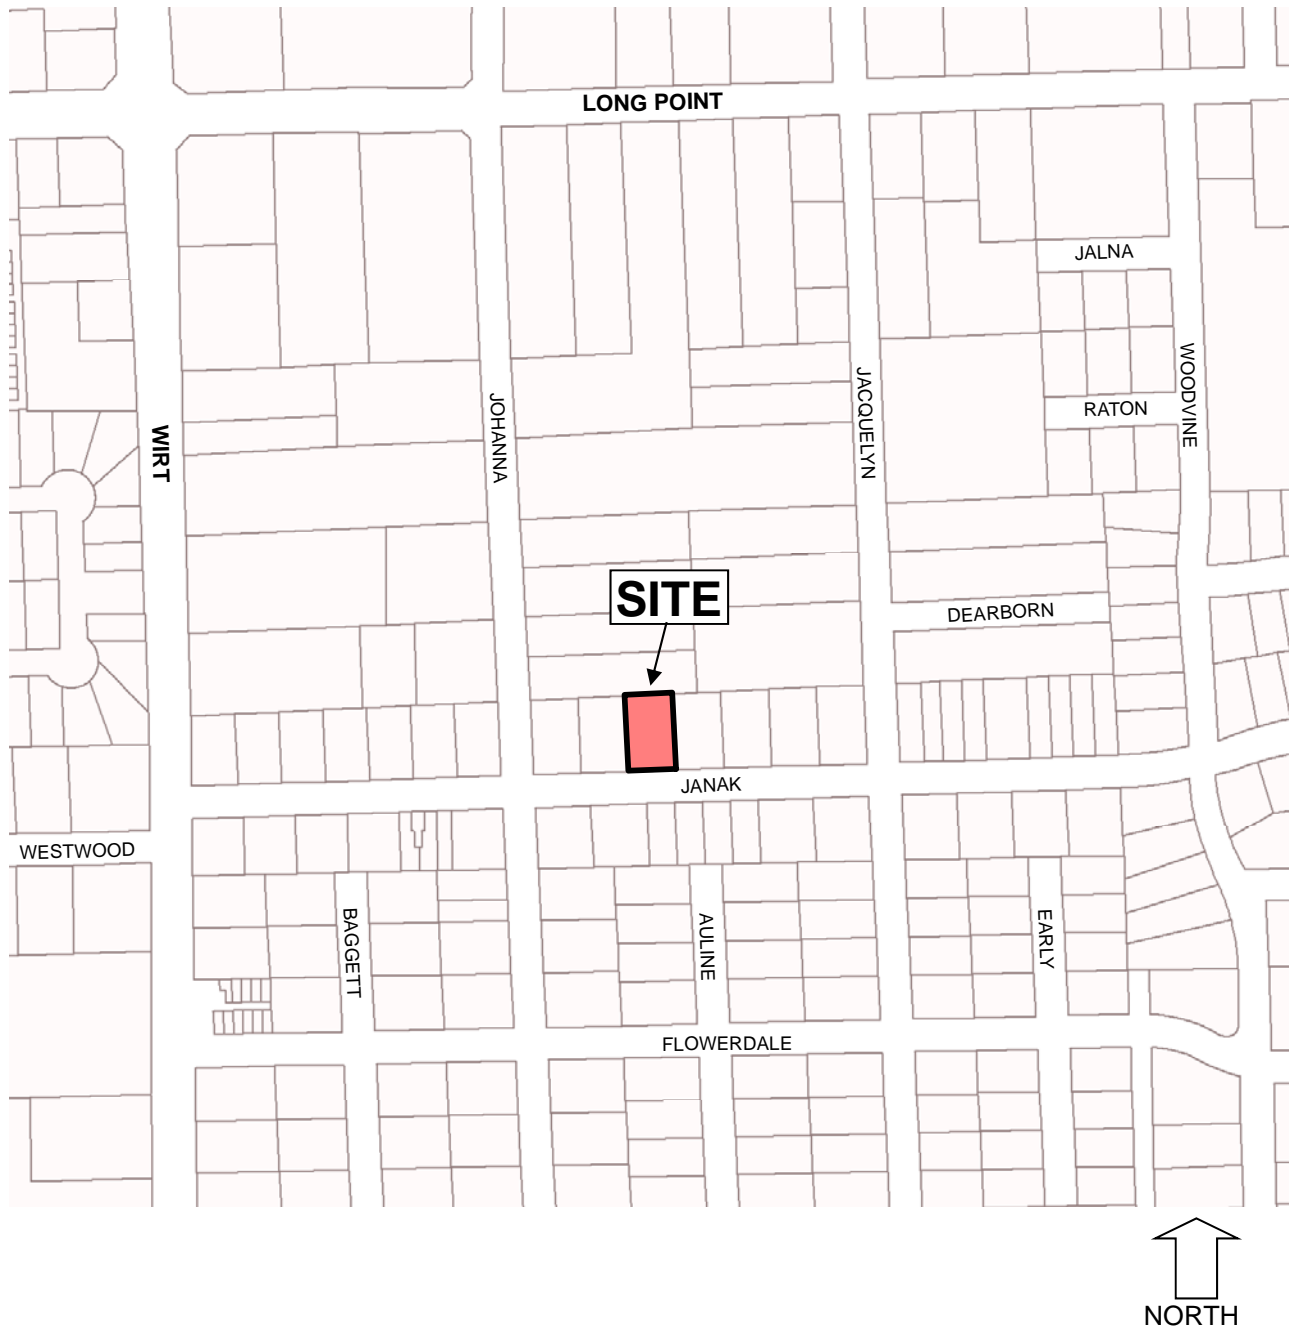 LONG POINT
JALNA
WOODVINE
JACQUELYN
JOHANNA
RATON
WIRT
SITE
DEARBORN
JANAK
WESTWOOD
BAGGETT
AULINE
EARLY
FLOWERDALE
NORTH